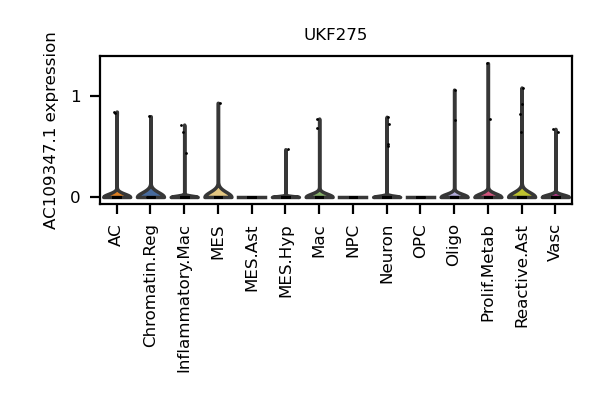 UKF275
AC109347.1 expression
1
0
AC
Chromatin.Reg
Inflammatory.Mac
MES
MES.Ast
MES.Hyp
Mac
NPC
Neuron
OPC
Oligo
Prolif.Metab
Reactive.Ast
Vasc